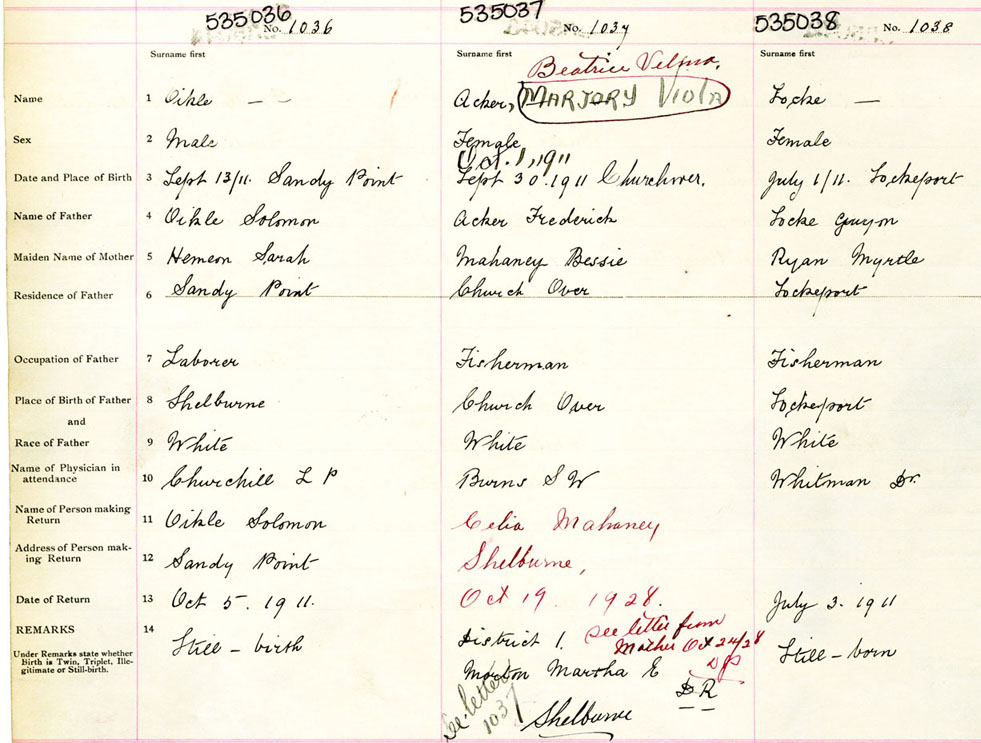 535036 No. 1036 535037 No. 1037 535038 No. 1038
Surname first Surname first Surname first
Beatrice Velma,
Name 1 Oikle — – Acker, MARJORY VIOLA Locke —
Sex 2 Male Female Female
Oct. 1, 1911
Date and Place of Birth 3 Sept 13/11. Sandy Point Sept 30. 1911 Churchover. July 1/11. Lockeport
Name of Father 4 Oikle Solomon Acker Frederick Locke Guyon
Maiden Name of Mother 5 Hemeon Sarah Mahaney Bessie Ryan Myrtle
Residence of Father 6 Sandy Point Church Over Lockeport
Occupation of Father 7 Laborer Fisherman Fisherman
Place of Birth of Father 8 Shelburne Church Over Lockeport
and
Race of Father 9 White White White
Name of Physician in
attendance 10 Churchill L P Burns S W Whitman Dr.
Name of Person making
Return 11 Oikle Solomon Celia Mahaney
Address of Person mak-
ing Return 12 Sandy Point Shelburne,
Date of Return 13 Oct 5. 1911. Oct 19 1928. July 3. 1911
REMARKS 14 Still – birth District 1. See letter from Still – born
Mother Oct 24/28
Under Remarks state whether
Birth is Twin, Triplet, Ille-
gitimate or Still-birth.
Morton Martha E
D.R
See letter
1037
Shelburne